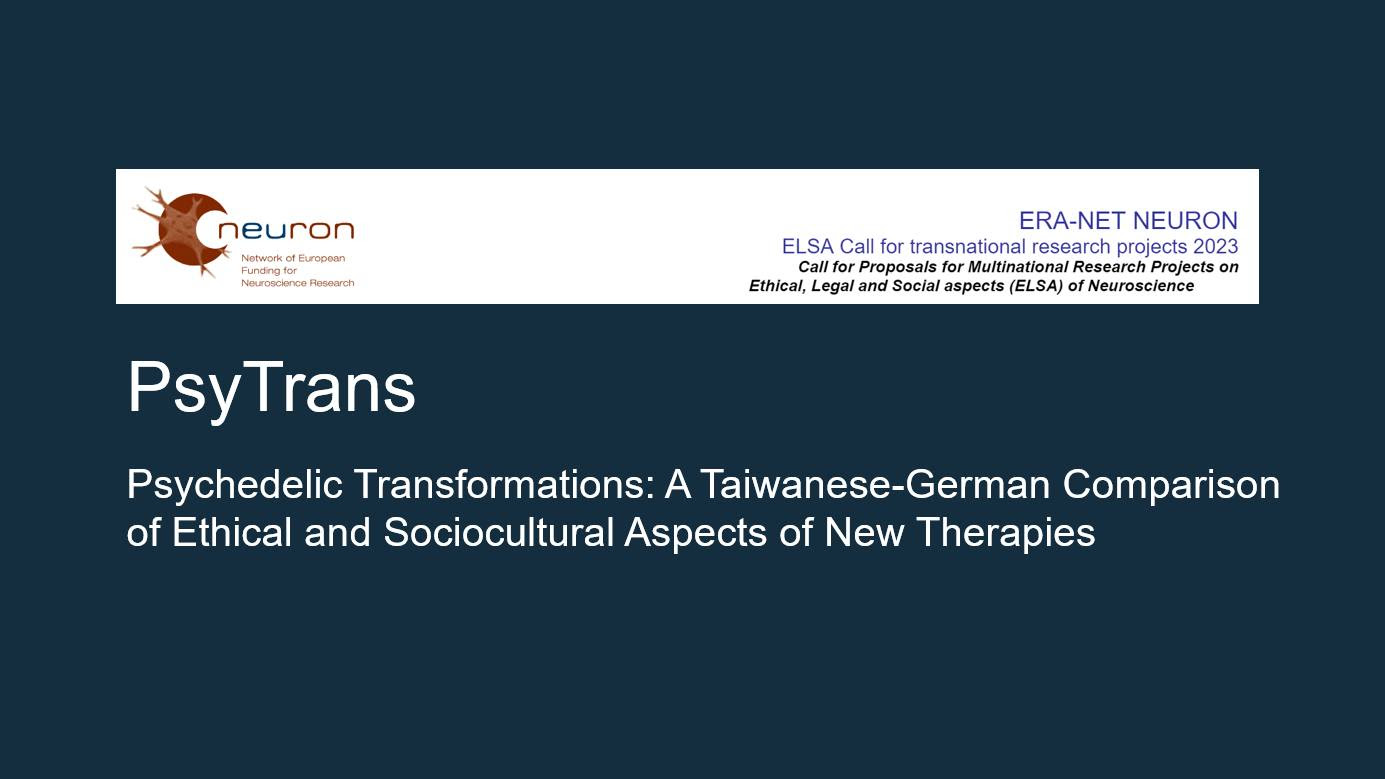 neuron
Network of European
Funding for
Neuroscience Research
ERA-NET NEURON
ELSA Call for transnational research projects 2023
Call for Proposals for Multinational Research Projects on
Ethical, Legal and Social aspects (ELSA) of Neuroscience
PsyTrans
Psychedelic Transformations: A Taiwanese-German Comparison
of Ethical and Sociocultural Aspects of New Therapies